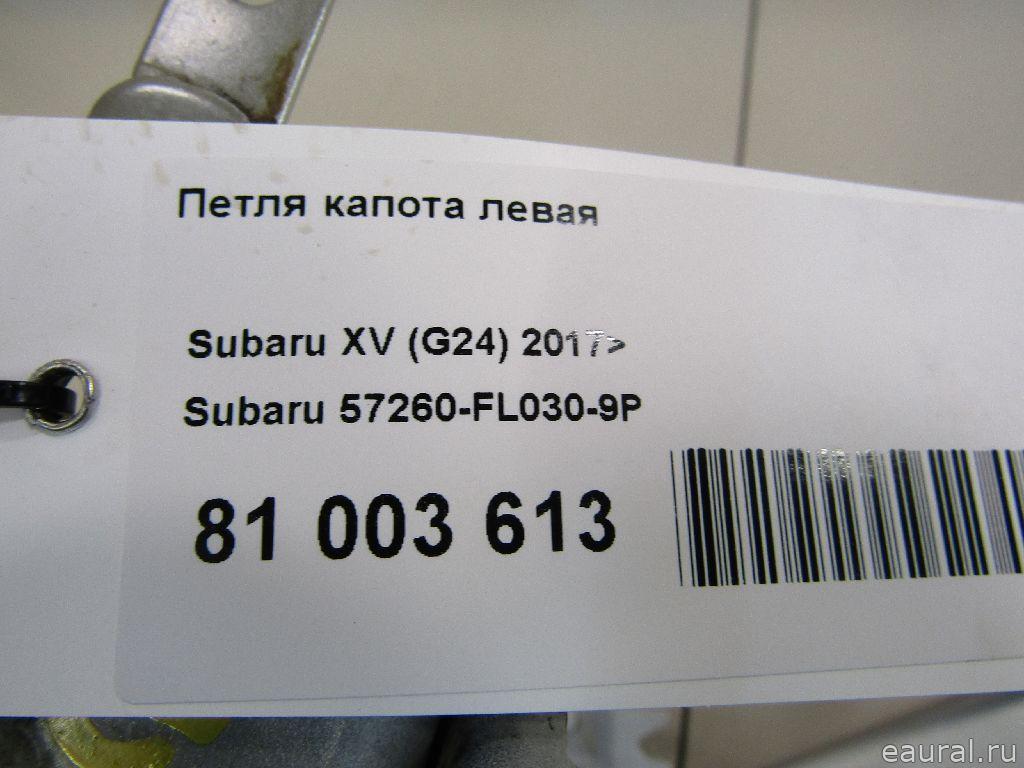 Петля капота левая
Subaru XV (G24) 2017>
Subaru 57260-FL030-9P
81 003 613
eaural.ru